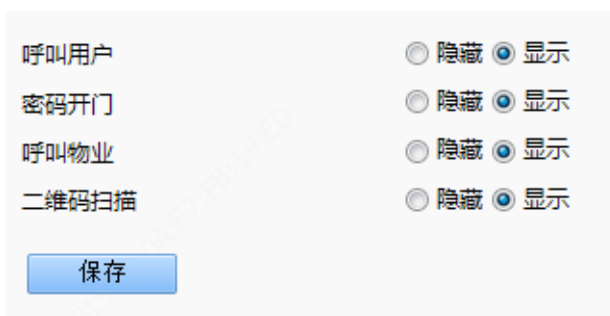 呼叫用户 隐藏 显示
密码开门 隐藏 显示
呼叫物业 隐藏 显示
二维码扫描 隐藏 显示
保存